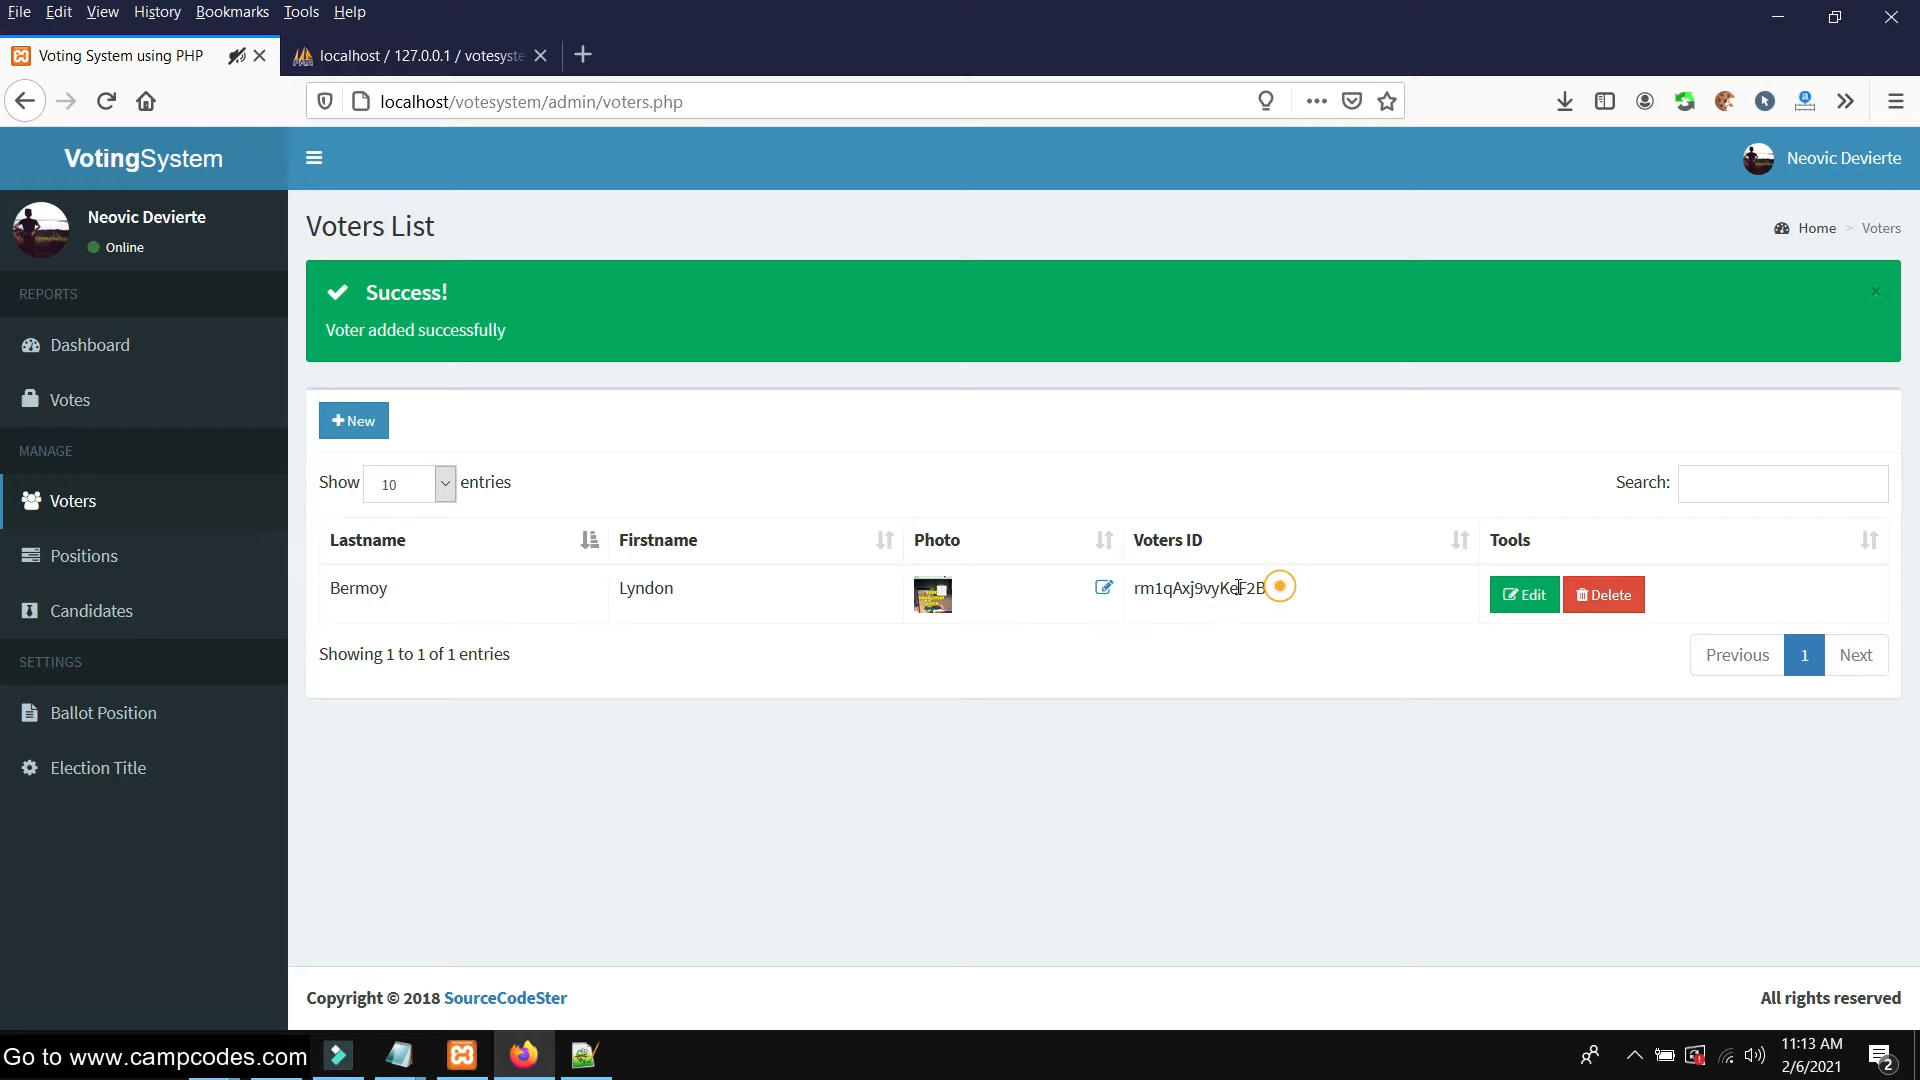 File Edit View History Bookmarks Tools Help
Voting System using PHP
localhost / 127.0.0.1 / votesyste
localhost/votesystem/admin/voters.php
VotingSystem
Neovic Devierte
Neovic Devierte
Online
REPORTS
Dashboard
Votes
MANAGE
Voters
Positions
Candidates
SETTINGS
Ballot Position
Election Title
Voters List
Home > Voters
Success!
×
Voter added successfully
New
Show 10 entries
Search:
Lastname Firstname Photo Voters ID Tools
Bermoy Lyndon rm1qAxj9vyKeF2B Edit Delete
Showing 1 to 1 of 1 entries
Previous 1 Next
Copyright © 2018 SourceCodeSter
All rights reserved
Go to www.campcodes.com
11:13 AM
2/6/2021
2